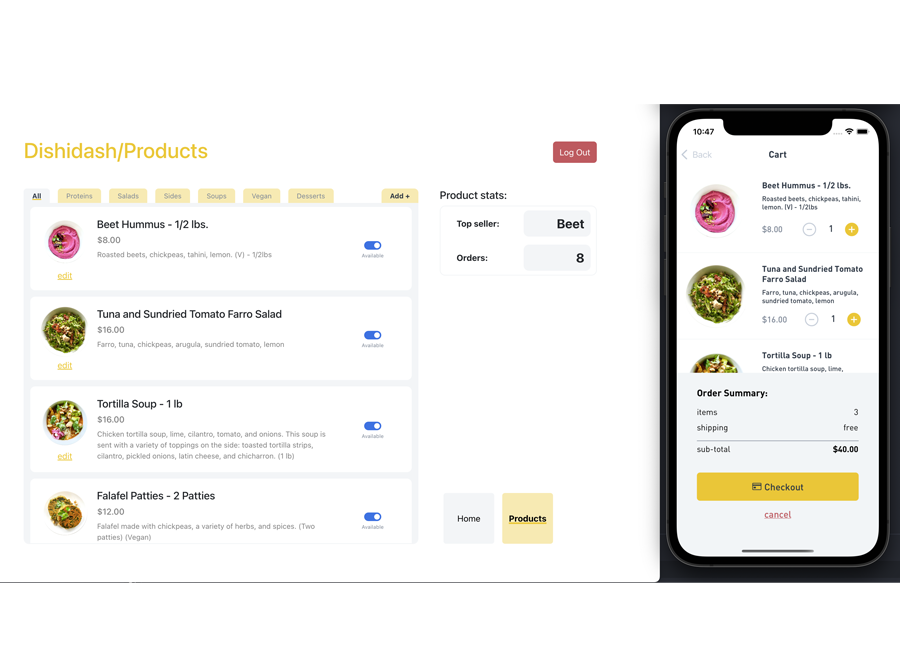 Dishidash/Products
Log Out
All
Proteins
Salads
Sides
Soups
Vegan
Desserts
Add +
Beet Hummus - 1/2 lbs.
$8.00
Roasted beets, chickpeas, tahini, lemon. (V) - 1/2lbs
Available
edit
Tuna and Sundried Tomato Farro Salad
$16.00
Farro, tuna, chickpeas, arugula, sundried tomato, lemon
Available
edit
Tortilla Soup - 1 lb
$16.00
Chicken tortilla soup, lime, cilantro, tomato, and onions. This soup is
sent with a variety of toppings on the side: toasted tortilla strips,
cilantro, pickled onions, latin cheese, and chicharron. (1 lb)
Available
edit
Falafel Patties - 2 Patties
$12.00
Falafel made with chickpeas, a variety of herbs, and spices. (Two
patties) (Vegan)
Available
Product stats:
Top seller:
Beet
Orders:
8
Home
Products
10:47
Back
Cart
Beet Hummus - 1/2 lbs.
Roasted beets, chickpeas, tahini,
lemon. (V) - 1/2lbs
$8.00
1
Tuna and Sundried Tomato
Farro Salad
Farro, tuna, chickpeas, arugula,
sundried tomato, lemon
$16.00
1
Tortilla Soup - 1 lb
Chicken tortilla soup, lime,
Order Summary:
items 3
shipping free
sub-total $40.00
Checkout
cancel